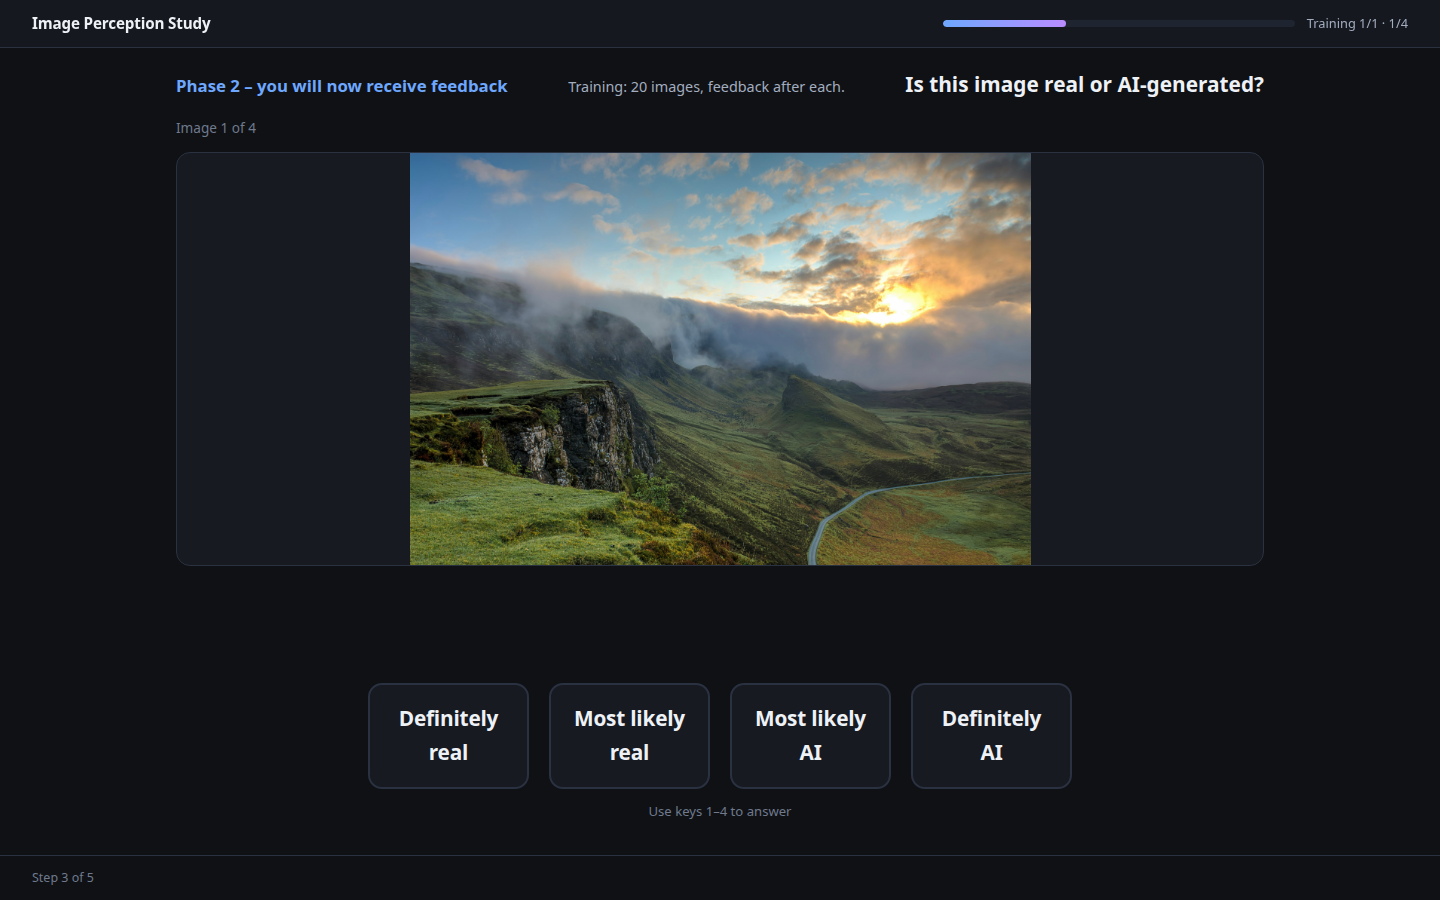 Image Perception Study
Training 1/1 · 1/4
Phase 2 – you will now receive feedback
Training: 20 images, feedback after each.
Is this image real or AI-generated?
Image 1 of 4
Definitely
real
Most likely
real
Most likely
AI
Definitely
AI
Use keys 1–4 to answer
Step 3 of 5